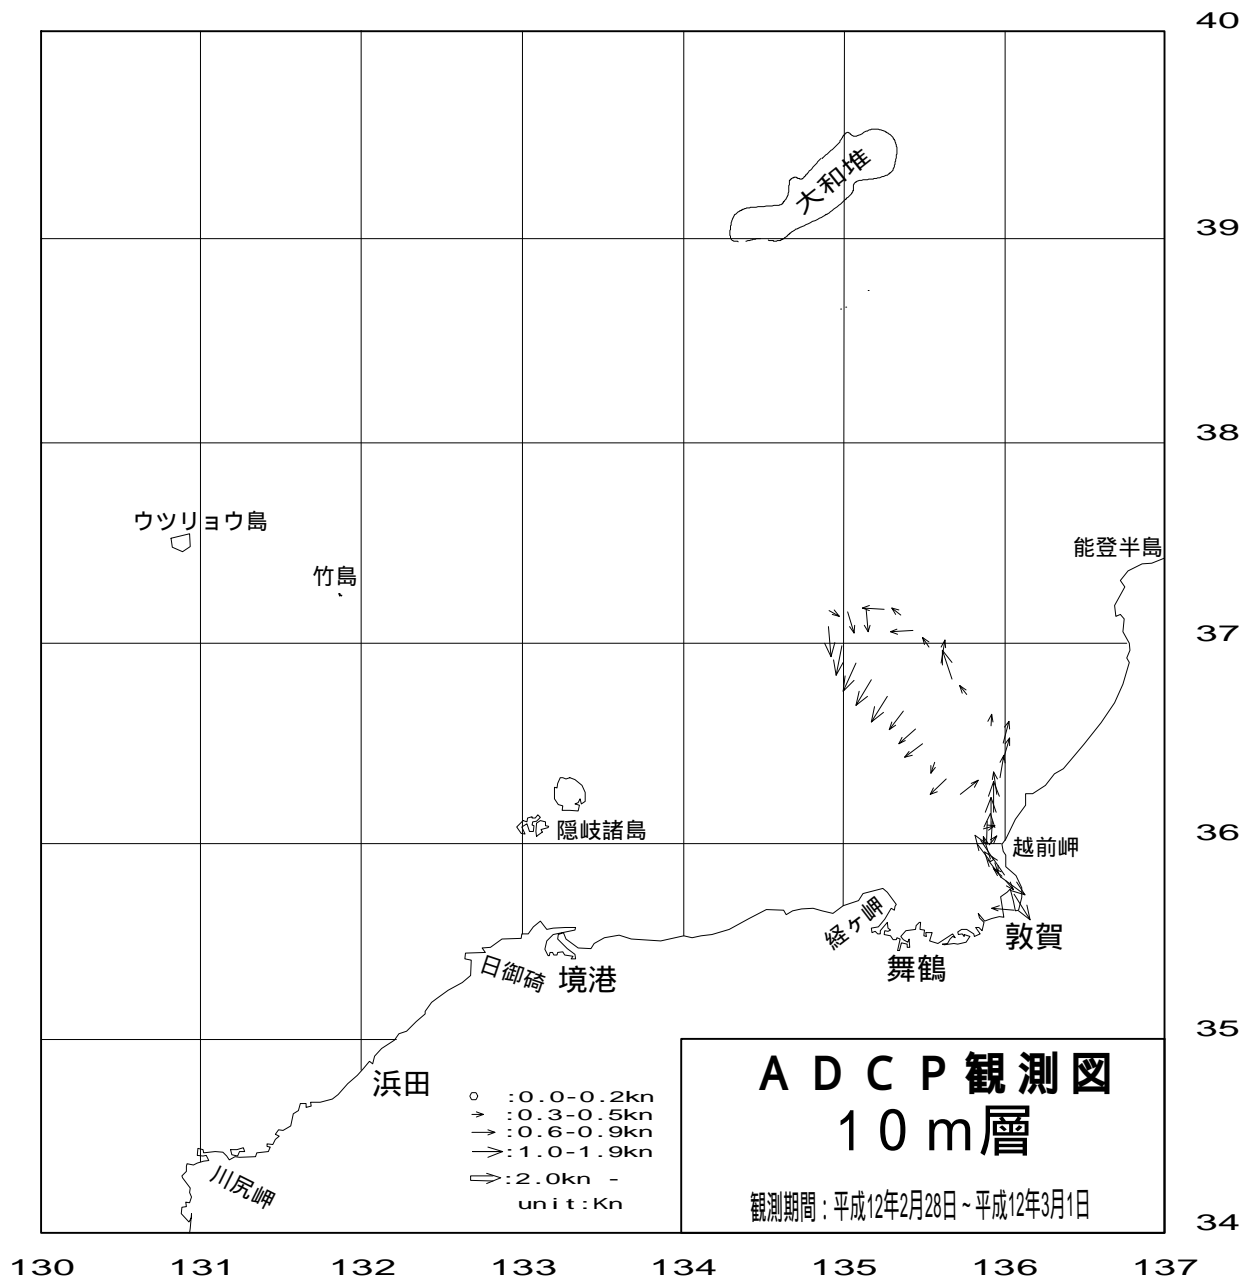 40
大和堆
39
38
ウツリョウ島
能登半島
竹島
37
隠岐諸島
36
越前岬
経ヶ岬
敦賀
舞鶴
日御碕
境港
35
浜田
ＡＤＣＰ観測図
10m層
観測期間：平成12年2月28日～平成12年3月1日
:0.0-0.2kn
:0.3-0.5kn
:0.6-0.9kn
:1.0-1.9kn
:2.0kn -
unit:Kn
川尻岬
34
130 131 132 133 134 135 136 137